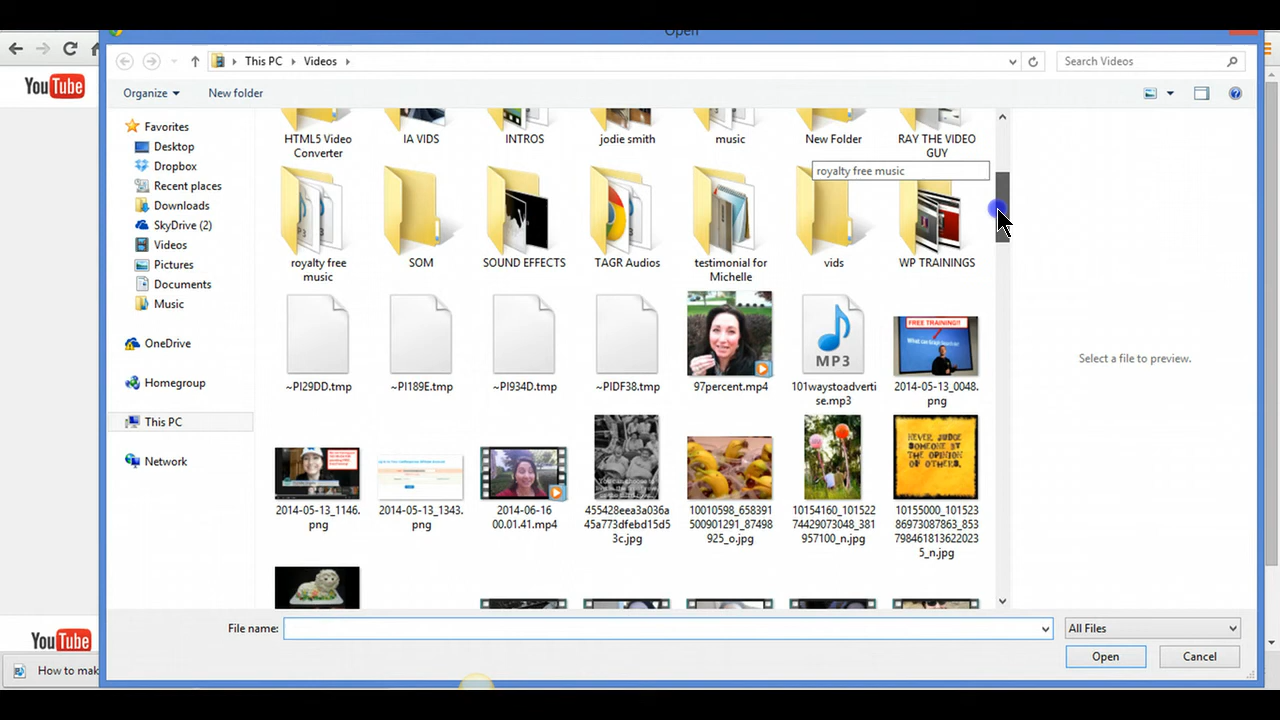 Open
You Tube
This PC
Videos
Search Videos
Organize
New folder
Favorites
Desktop
Dropbox
Recent places
Downloads
SkyDrive (2)
Videos
Pictures
Documents
Music
OneDrive
Homegroup
This PC
Network
HTML5 Video
Converter
IA VIDS
INTROS
jodie smith
music
New Folder
RAY THE VIDEO
GUY
royalty free music
royalty free
music
SOM
SOUND EFFECTS
TAGR Audios
testimonial for
Michelle
vids
WP TRAININGS
~PI29DD.tmp
~PI189E.tmp
~PI934D.tmp
~PIDF38.tmp
97percent.mp4
MP3
101waystoadverti
se.mp3
FREE TRAINING!!
2014-05-13_0048.
png
2014-05-13_1146.
png
2014-05-13_1343.
png
2014-06-16
00.01.41.mp4
455428eea3a036a
45a773dfebd15d5
3c.jpg
10010598_658391
500901291_87498
925_o.jpg
10154160_101522
74429073048_381
957100_n.jpg
NEVER JUDGE
SOMEONE BY
THE OPINION
OF OTHERS.
10155000_101523
86973087863_853
798461813622023
5_n.jpg
Select a file to preview.
File name:
All Files
Open
Cancel
You Tube
How to mak